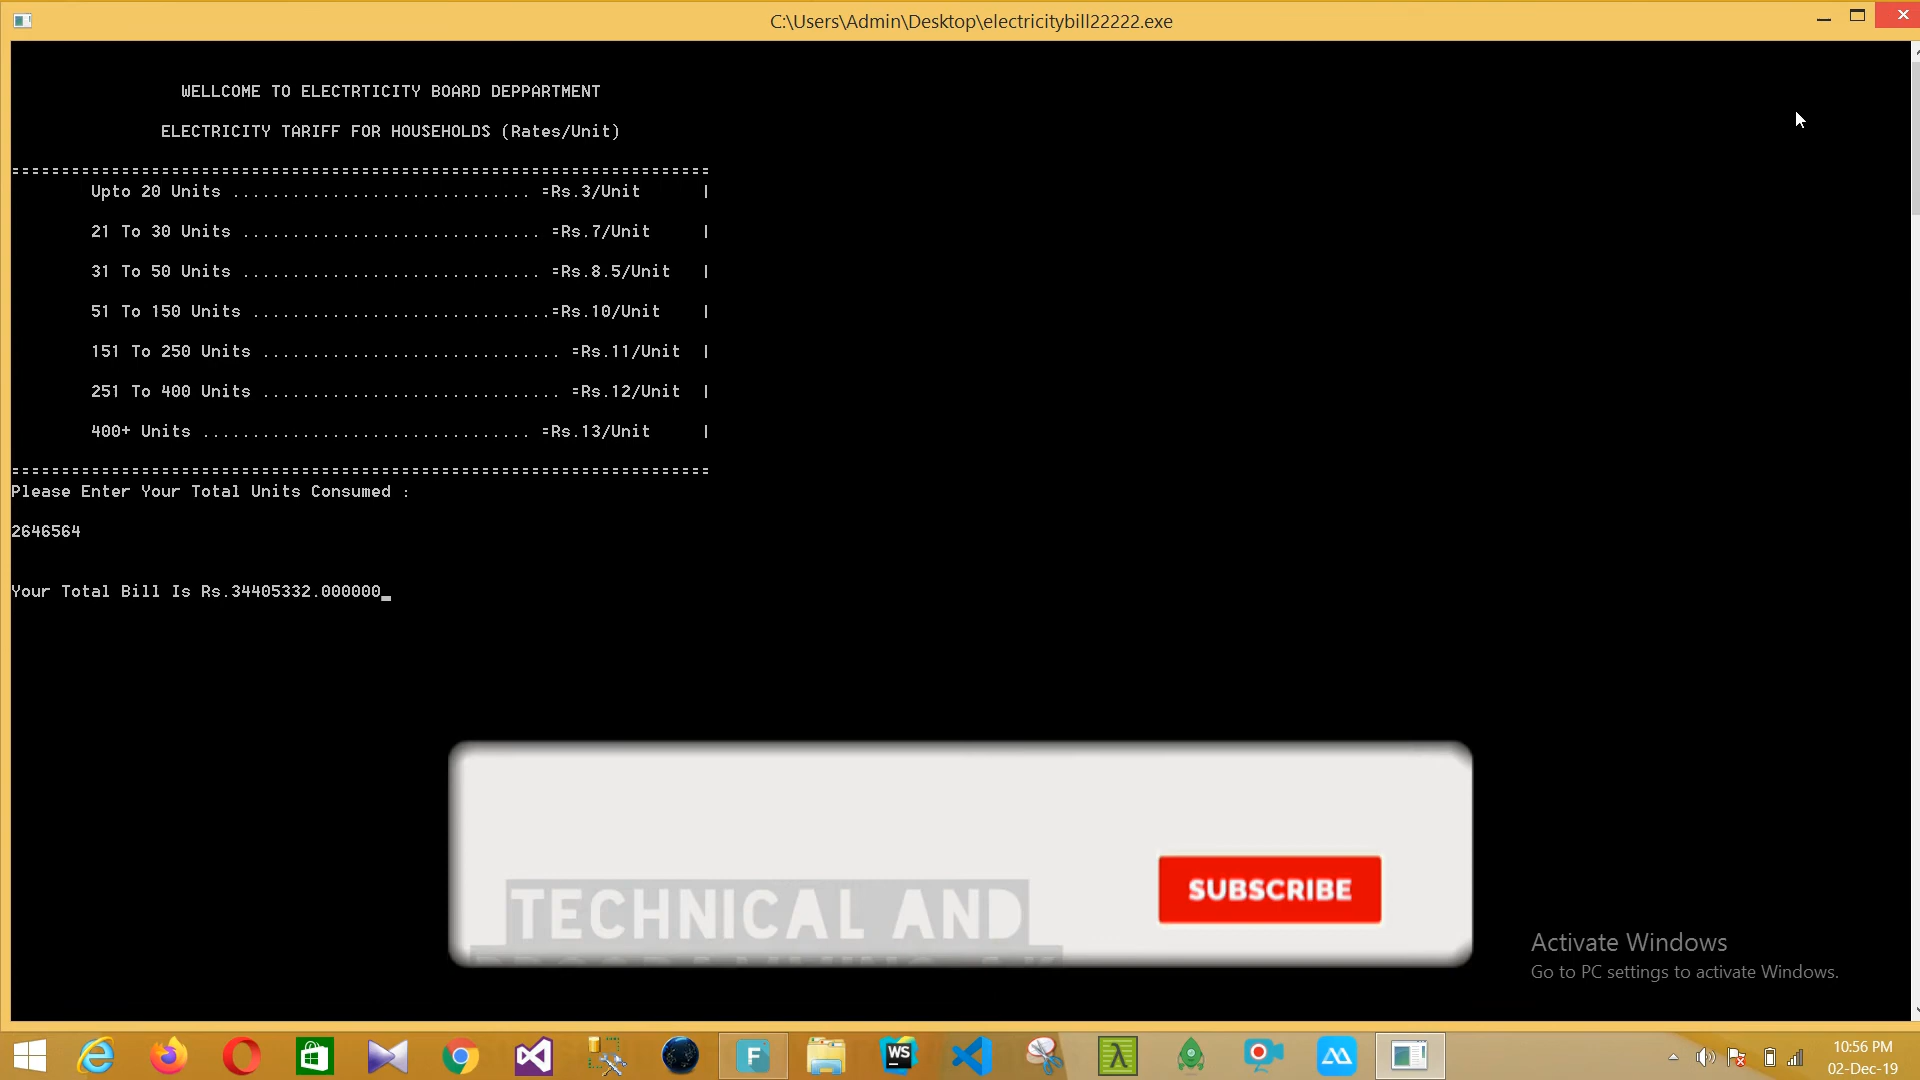 C:\Users\Admin\Desktop\electricitybill22222.exe
WELLCOME TO ELECTRTICITY BOARD DEPPARTMENT
ELECTRICITY TARIFF FOR HOUSEHOLDS (Rates/Unit)
Upto 20 Units .............................. =Rs.3/Unit |
21 To 30 Units .............................. =Rs.7/Unit |
31 To 50 Units .............................. =Rs.8.5/Unit |
51 To 150 Units ..............................=Rs.10/Unit |
151 To 250 Units .............................. =Rs.11/Unit |
251 To 400 Units .............................. =Rs.12/Unit |
400+ Units ................................. =Rs.13/Unit |
Please Enter Your Total Units Consumed :
2646564
Your Total Bill Is Rs.34405332.000000_
TECHNICAL AND
SUBSCRIBE
Activate Windows
Go to PC settings to activate Windows.
F
WS
λ
10:56 PM
02-Dec-19